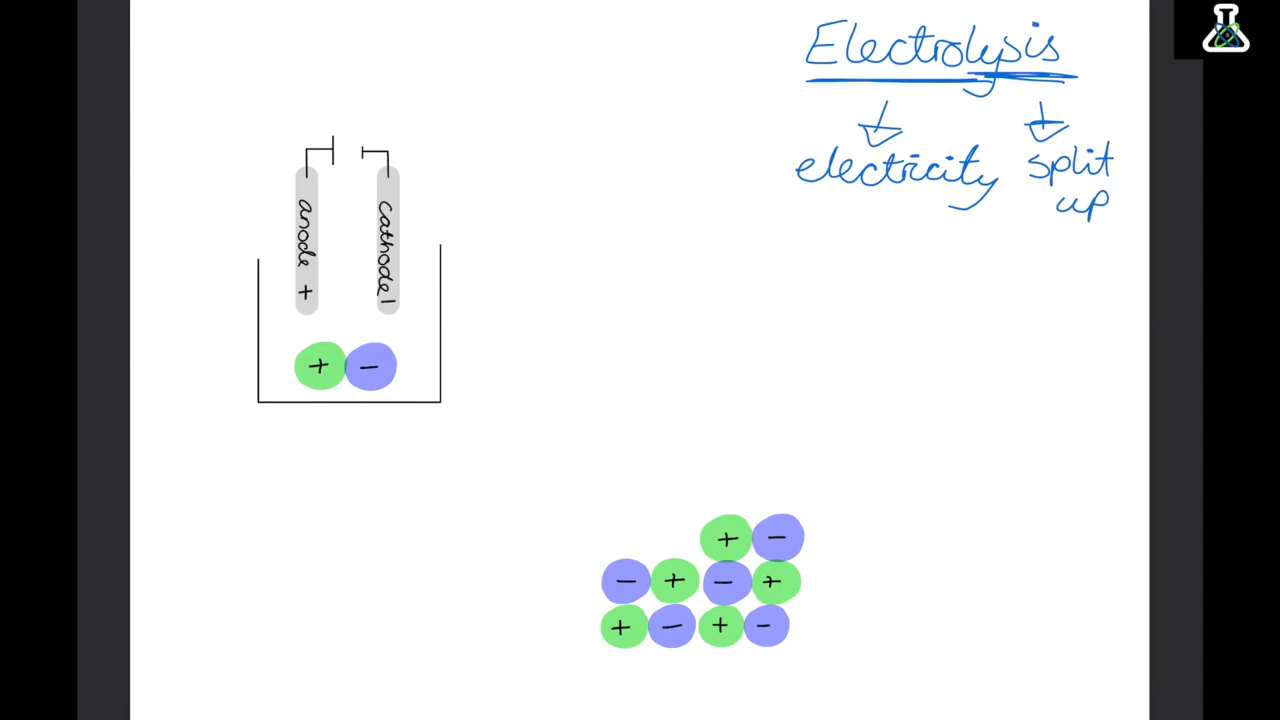 Electrolysis
electricity split
up
anode +
cathode -
+ -
+ -
- + - +
+ - + -